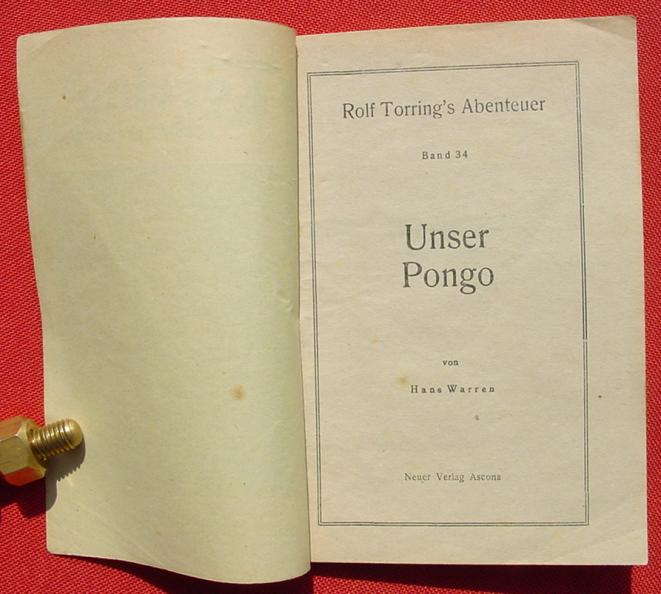 Rolf Torring's Abenteuer
Band 34
Unser
Pongo
von
Hans Warren
Neuer Verlag Ascona